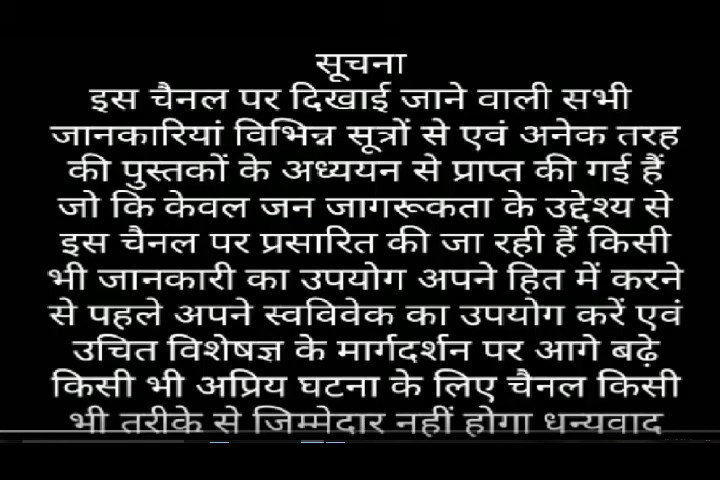 सूचना
इस चैनल पर दिखाई जाने वाली सभी
जानकारियां विभिन्न सूत्रों से एवं अनेक तरह
की पुस्तकों के अध्ययन से प्राप्त की गई हैं
जो कि केवल जन जागरूकता के उद्देश्य से
इस चैनल पर प्रसारित की जा रही हैं किसी
भी जानकारी का उपयोग अपने हित में करने
से पहले अपने स्वविवेक का उपयोग करें एवं
उचित विशेषज्ञ के मार्गदर्शन पर आगे बढ़े
किसी भी अप्रिय घटना के लिए चैनल किसी
भी तरीके से जिम्मेदार नहीं होगा धन्यवाद